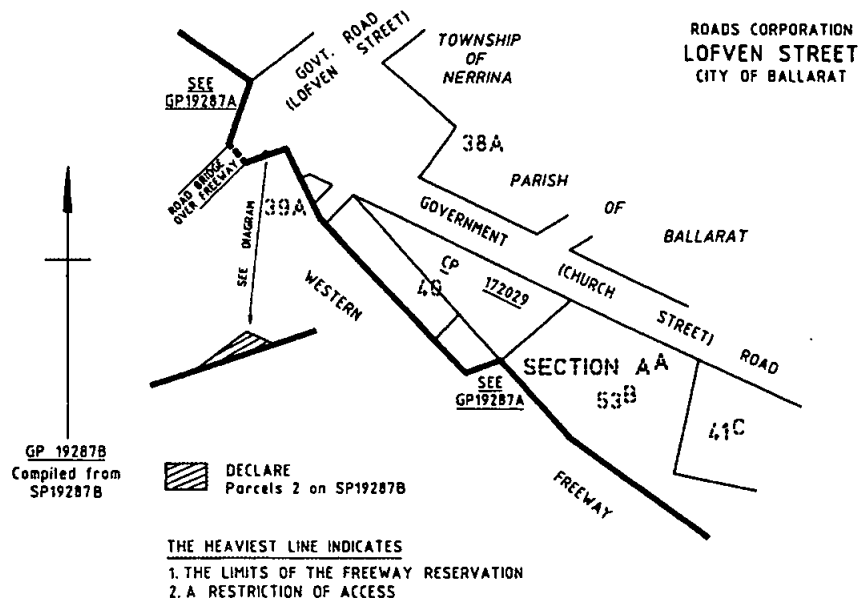 ROADS CORPORATION
LOFVEN STREET
CITY OF BALLARAT
GOVT. ROAD
(LOFVEN STREET)
TOWNSHIP
OF
NERRINA
SEE
GP19287A
38A
ROAD BRIDGE
OVER FREEWAY
39A
PARISH
OF
BALLARAT
GOVERNMENT
(CHURCH
STREET)
ROAD
SEE DIAGRAM
WESTERN
CP
172029
40
SECTION A
A
53B
SEE
GP19287A
41C
FREEWAY
GP 19287B
Compiled from
SP19287B
DECLARE
Parcels 2 on SP19287B
THE HEAVIEST LINE INDICATES
1. THE LIMITS OF THE FREEWAY RESERVATION
2. A RESTRICTION OF ACCESS